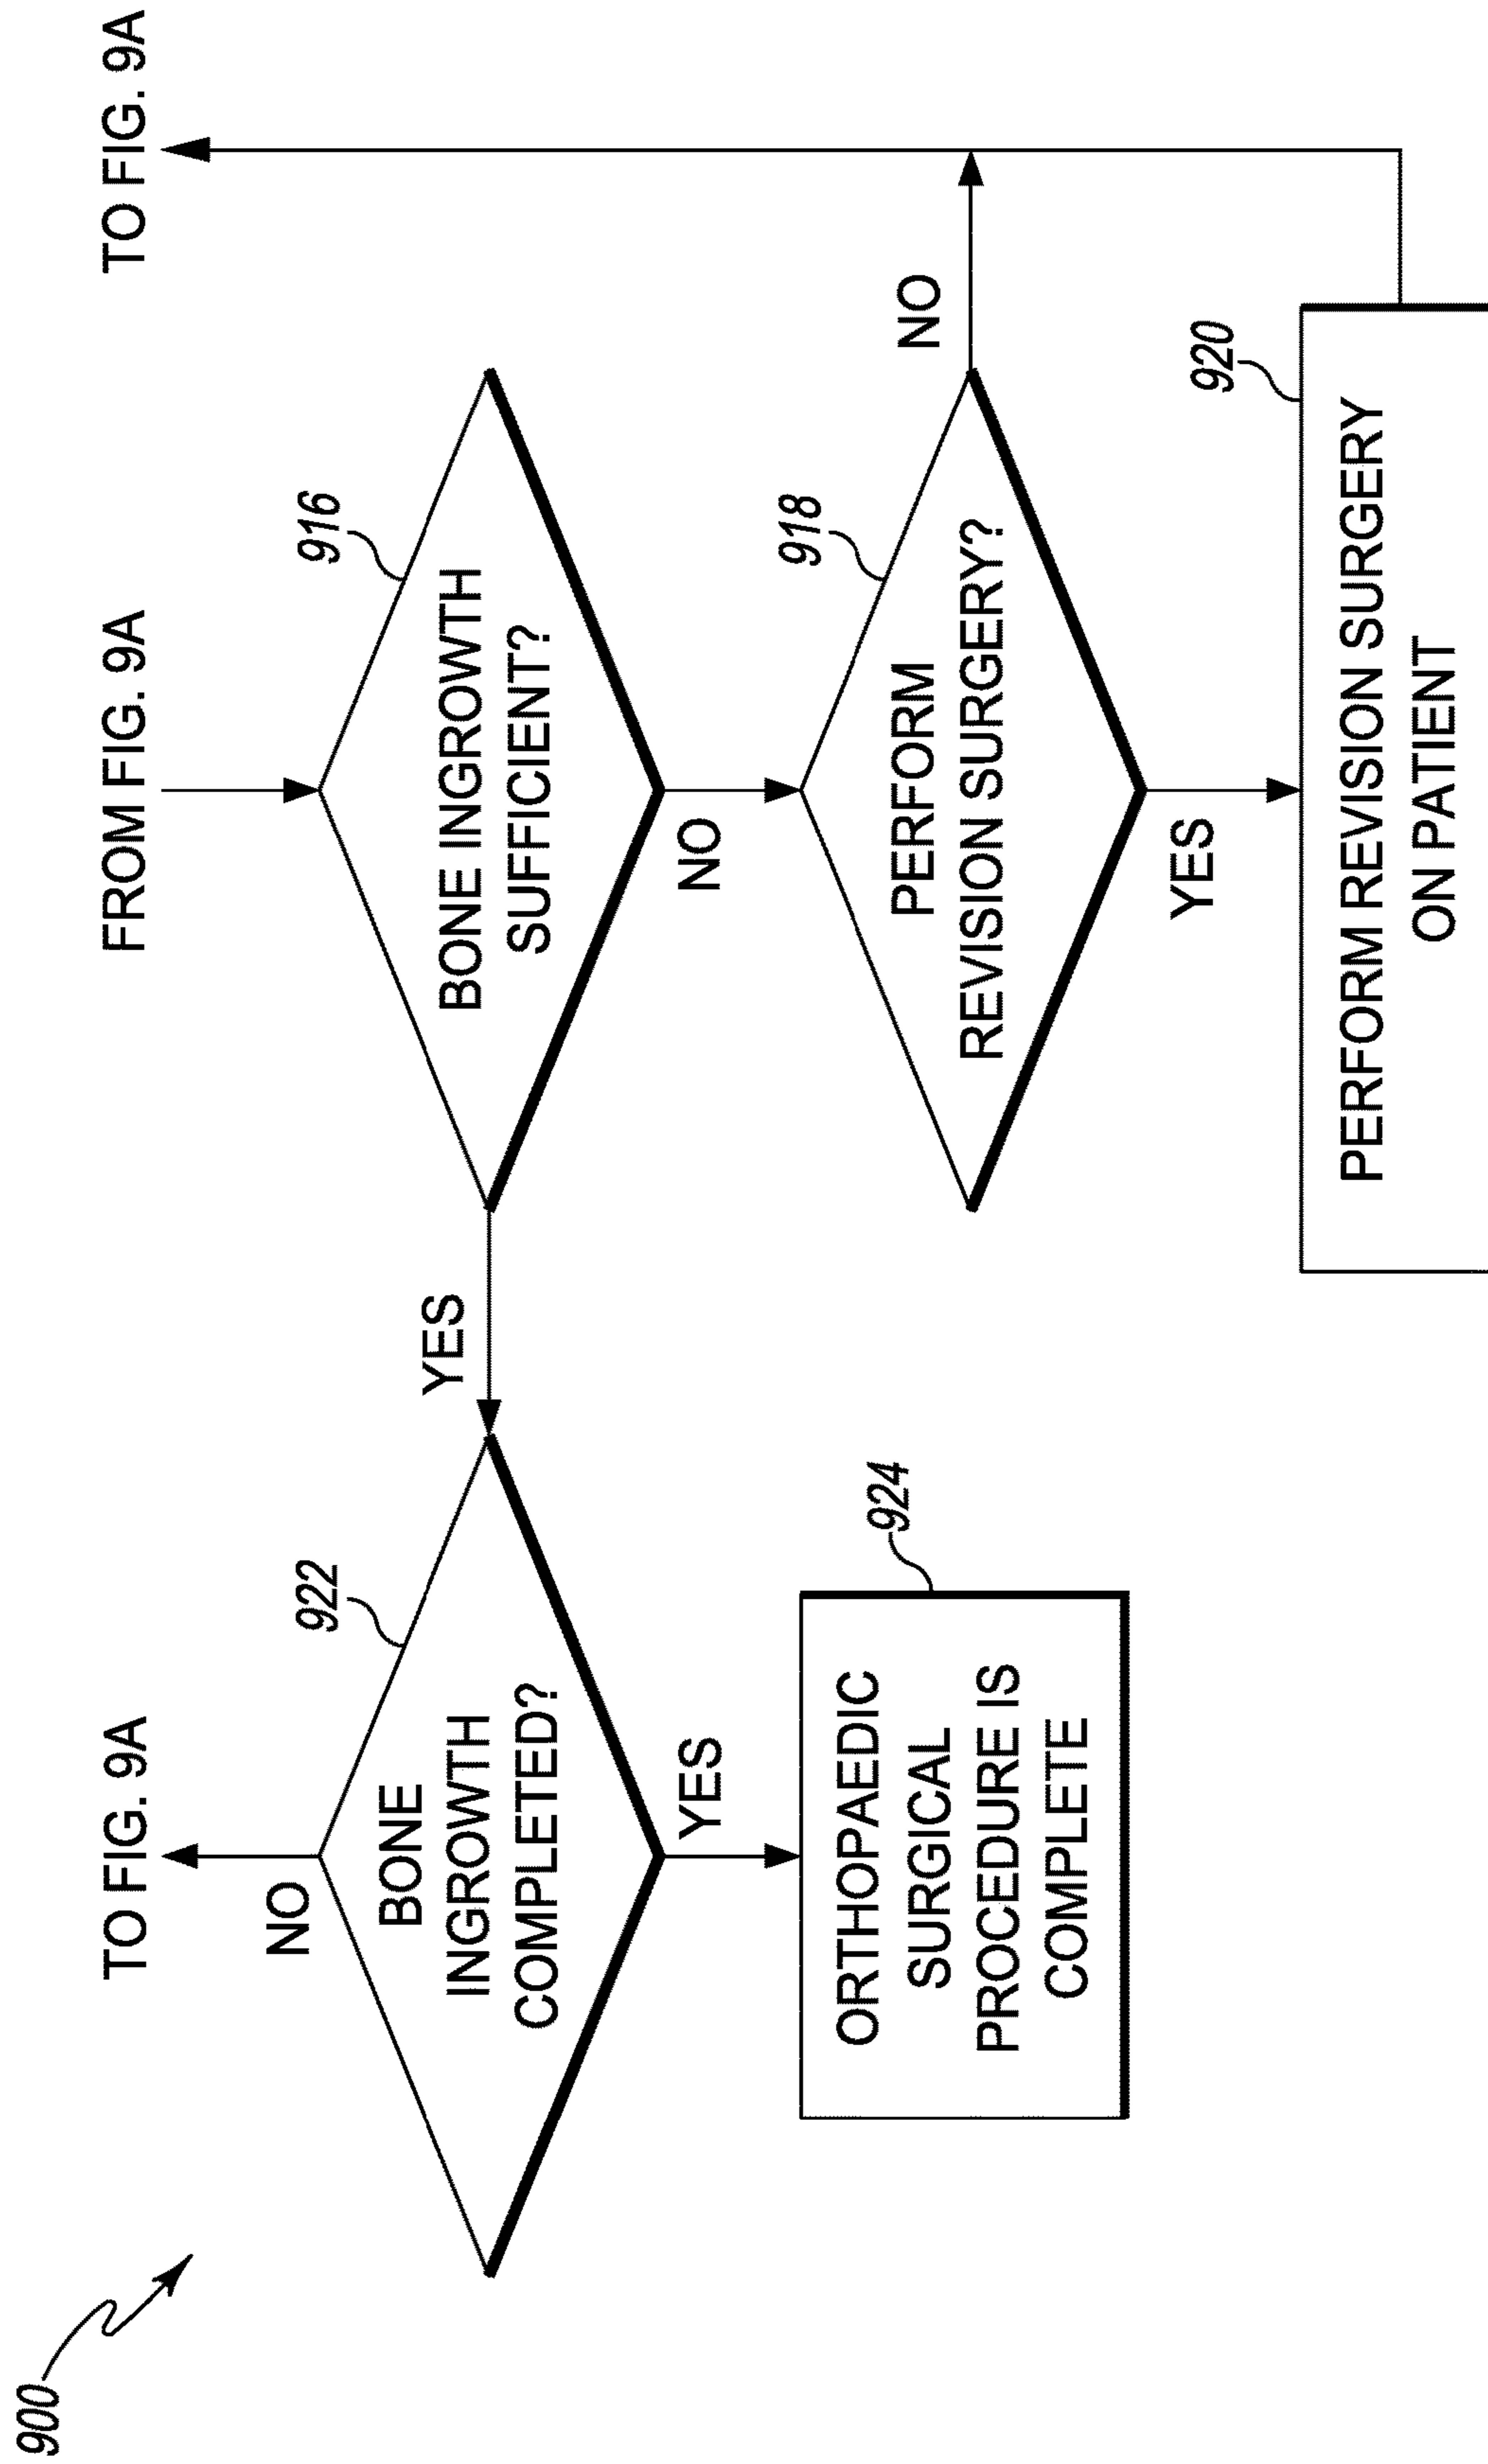 900
TO FIG. 9A
FROM FIG. 9A
TO FIG. 9A
NO
922
BONE
INGROWTH
COMPLETED?
YES
916
BONE INGROWTH
SUFFICIENT?
YES
NO
924
ORTHOPAEDIC
SURGICAL
PROCEDURE IS
COMPLETE
918
PERFORM
REVISION SURGERY?
NO
YES
920
PERFORM REVISION SURGERY
ON PATIENT